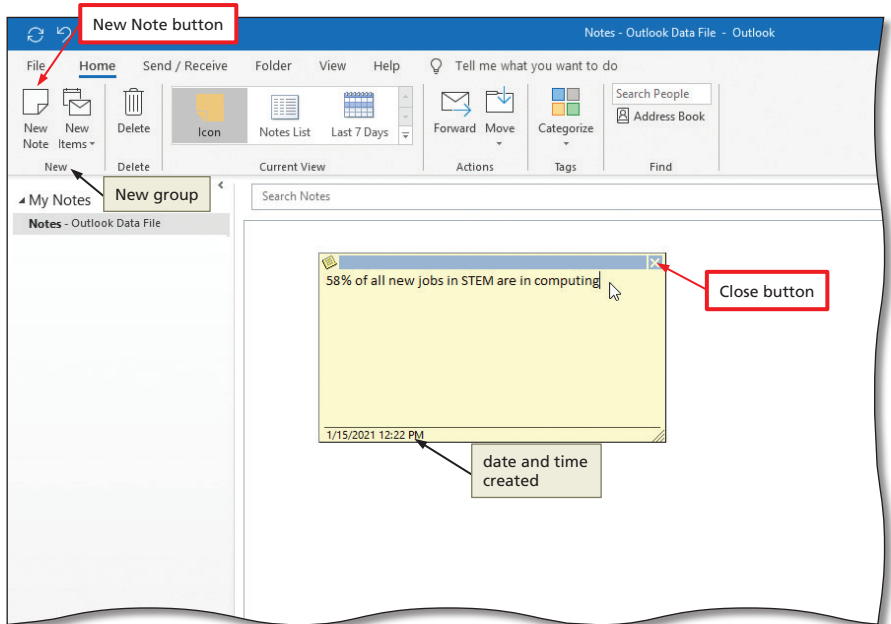 New Note button
Notes - Outlook Data File - Outlook
File Home Send / Receive Folder View Help Tell me what you want to do
New Note
New Items
Delete
Icon
Notes List
Last 7 Days
Forward
Move
Categorize
Search People
Address Book
New Delete Current View Actions Tags Find
New group
My Notes
Search Notes
Notes - Outlook Data File
58% of all new jobs in STEM are in computing
Close button
1/15/2021 12:22 PM
date and time
created